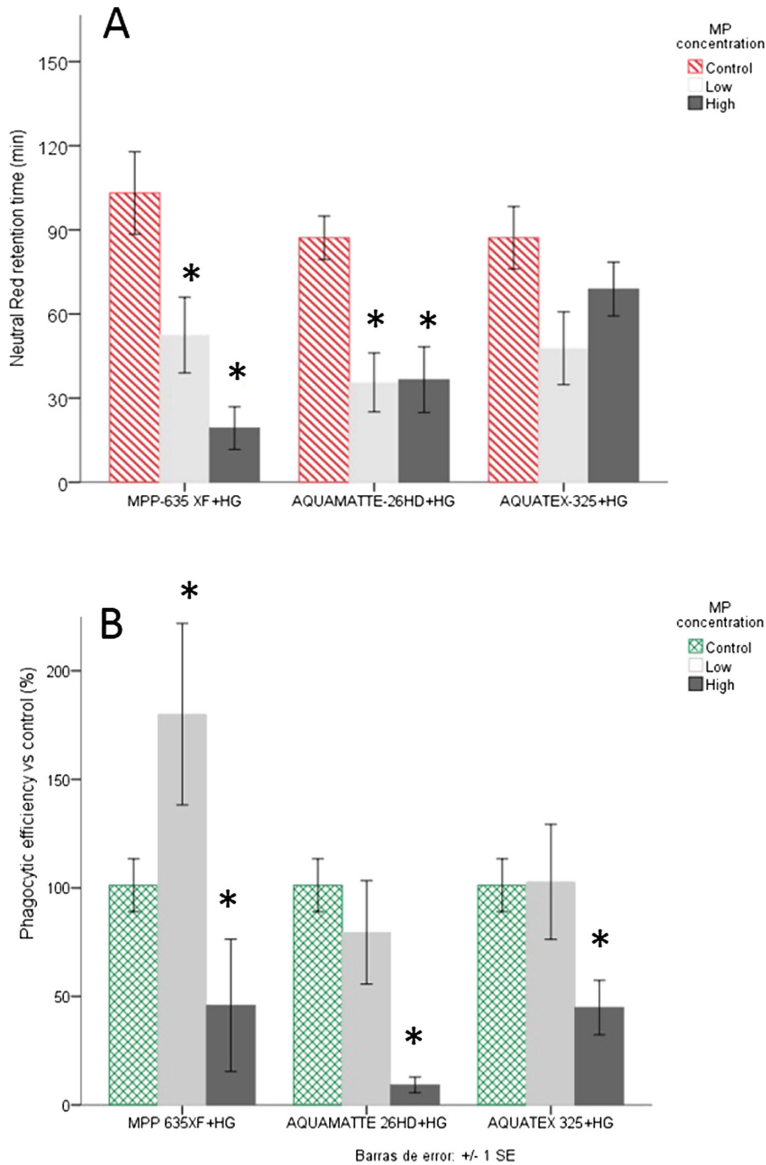 A
MP
concentration
Control
Low
High
Neutral Red retention time (min)
150
120
90
60
30
0
*
*
*
*
MPP-635 XF+HG
AQUAMATTE-26HD+HG
AQUATEX-325+HG
B
MP
concentration
Control
Low
High
Phagocytic efficiency vs control (%)
200
150
100
50
0
*
*
*
*
MPP 635XF+HG
AQUAMATTE 26HD+HG
AQUATEX 325+HG
Barras de error: +/- 1 SE